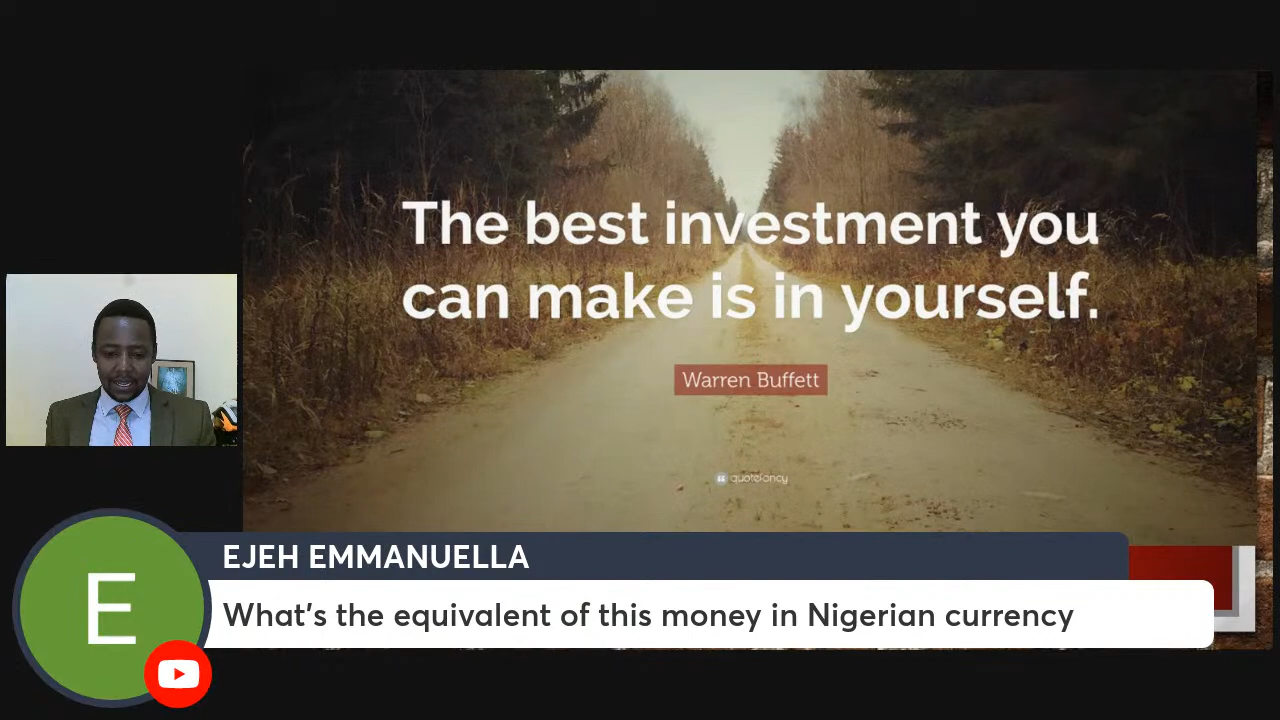 The best investment you
can make is in yourself.
Warren Buffett
quotefancy
EJEH EMMANUELLA
What's the equivalent of this money in Nigerian currency
E